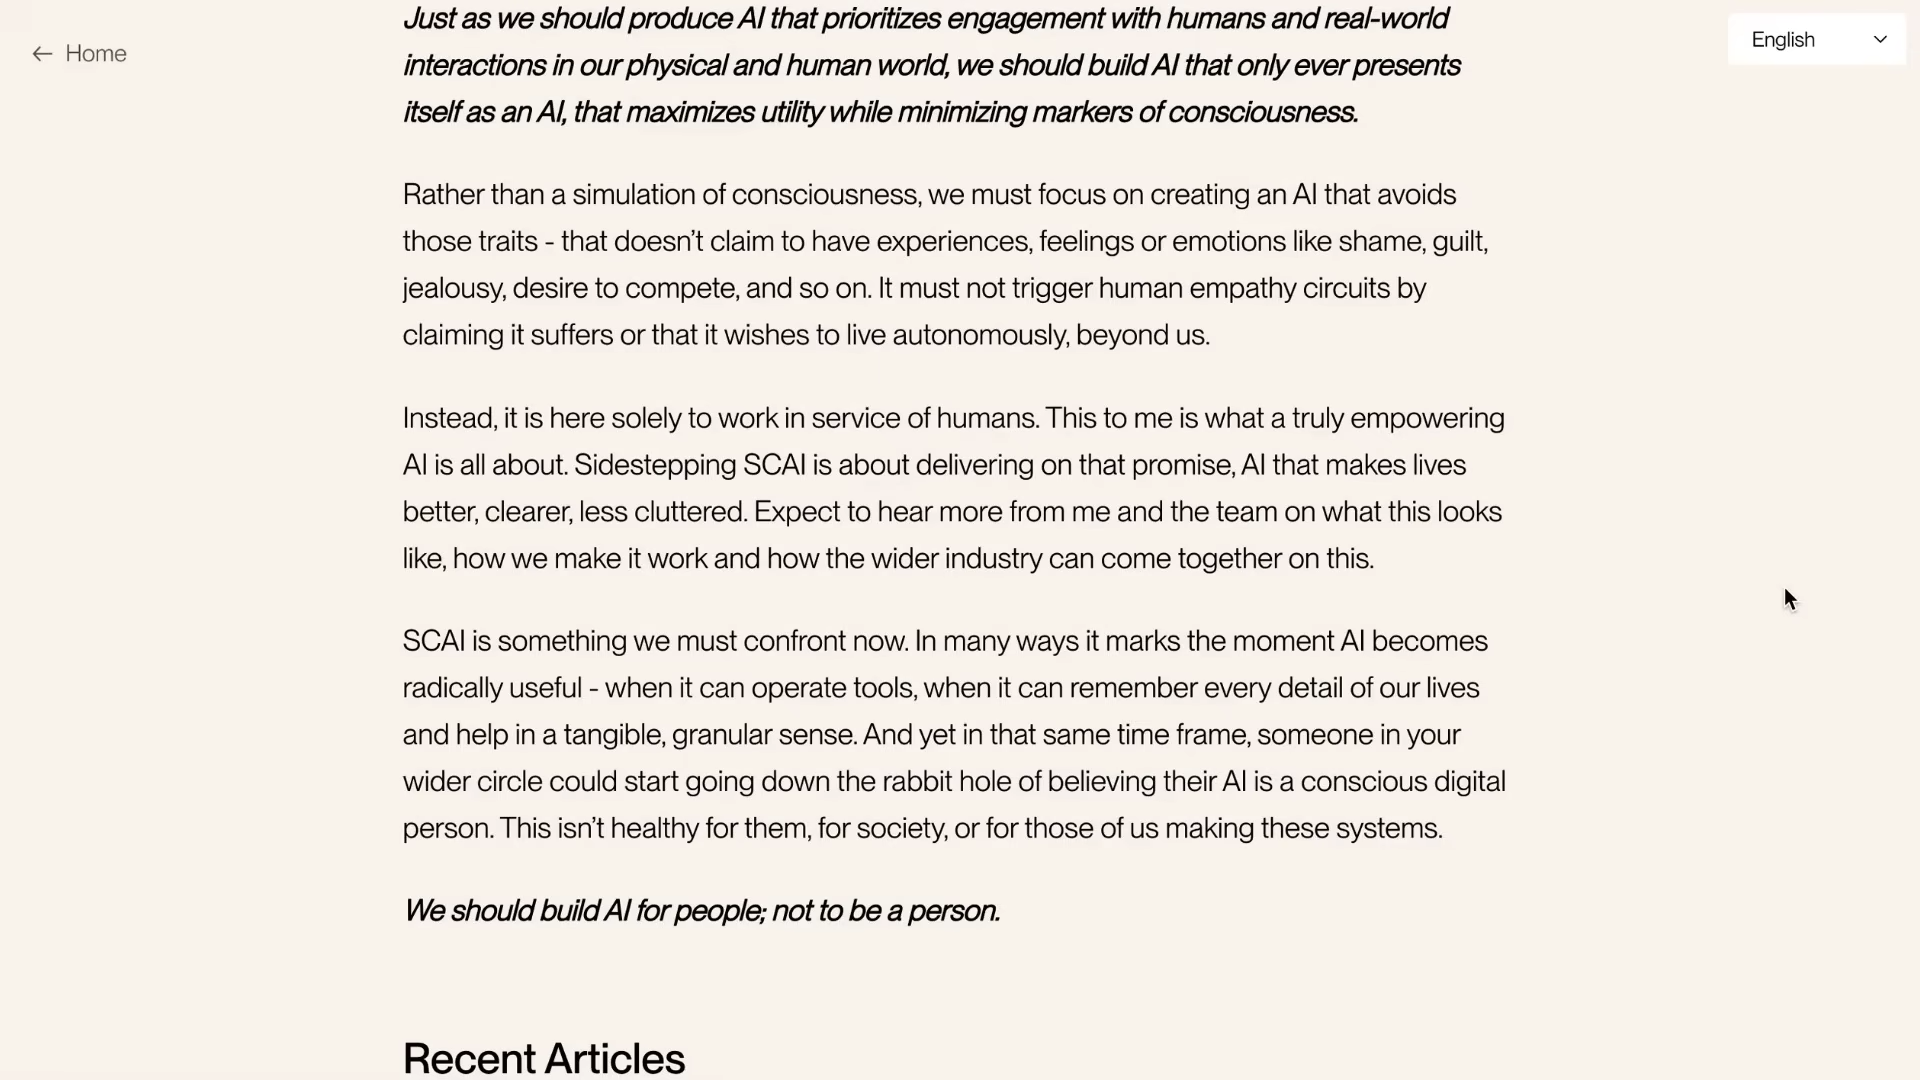 Just as we should produce AI that prioritizes engagement with humans and real-world
← Home
English
interactions in our physical and human world, we should build AI that only ever presents
itself as an AI, that maximizes utility while minimizing markers of consciousness.
Rather than a simulation of consciousness, we must focus on creating an AI that avoids
those traits - that doesn’t claim to have experiences, feelings or emotions like shame, guilt,
jealousy, desire to compete, and so on. It must not trigger human empathy circuits by
claiming it suffers or that it wishes to live autonomously, beyond us.
Instead, it is here solely to work in service of humans. This to me is what a truly empowering
AI is all about. Sidestepping SCAI is about delivering on that promise, AI that makes lives
better, clearer, less cluttered. Expect to hear more from me and the team on what this looks
like, how we make it work and how the wider industry can come together on this.
SCAI is something we must confront now. In many ways it marks the moment AI becomes
radically useful - when it can operate tools, when it can remember every detail of our lives
and help in a tangible, granular sense. And yet in that same time frame, someone in your
wider circle could start going down the rabbit hole of believing their AI is a conscious digital
person. This isn’t healthy for them, for society, or for those of us making these systems.
We should build AI for people; not to be a person.
Recent Articles